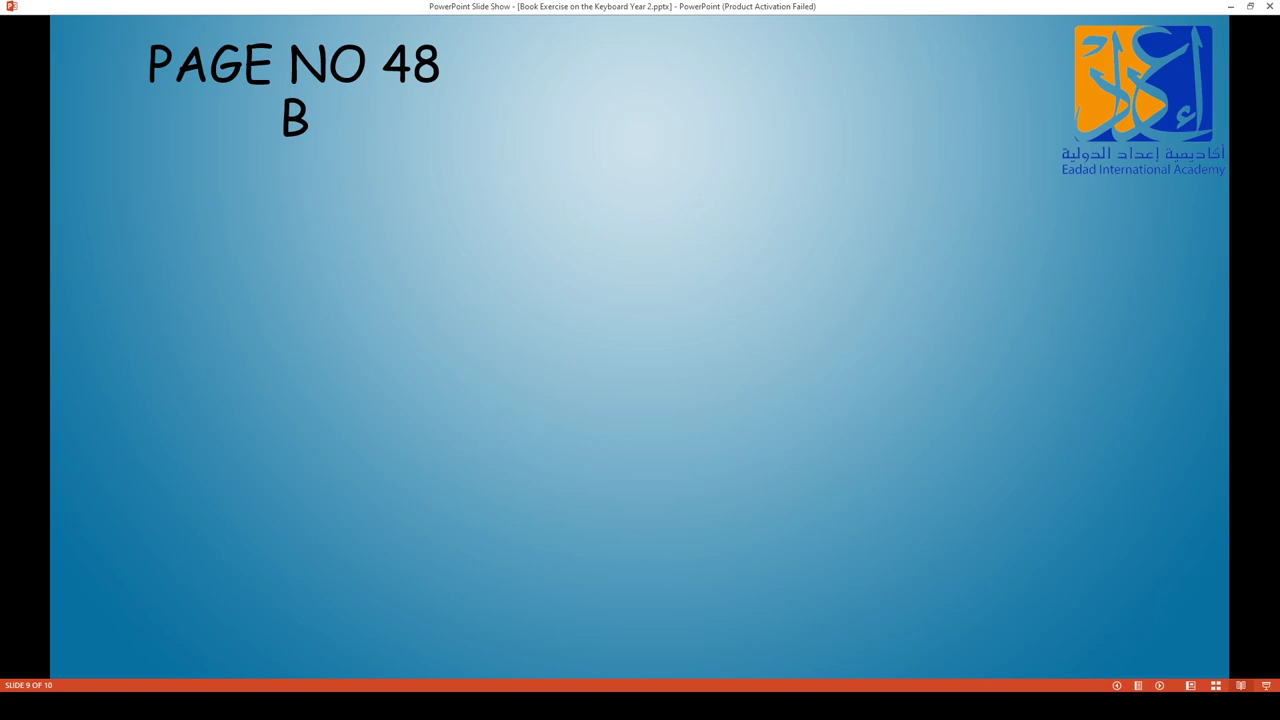 PowerPoint Slide Show - [Book Exercise on the Keyboard Year 2.pptx] - PowerPoint (Product Activation Failed)
PAGE NO 48
B
إعداد
أكاديمية إعداد الدولية
Eadad International Academy
SLIDE 9 OF 10